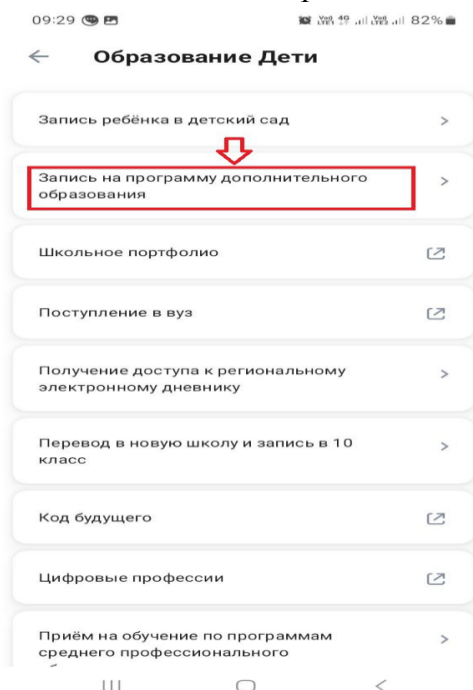 09:29
82%
Образование Дети
Запись ребёнка в детский сад
Запись на программу дополнительного
образования
Школьное портфолио
Поступление в вуз
Получение доступа к региональному
электронному дневнику
Перевод в новую школу и запись в 10
класс
Код будущего
Цифровые профессии
Приём на обучение по программам
среднего профессионального